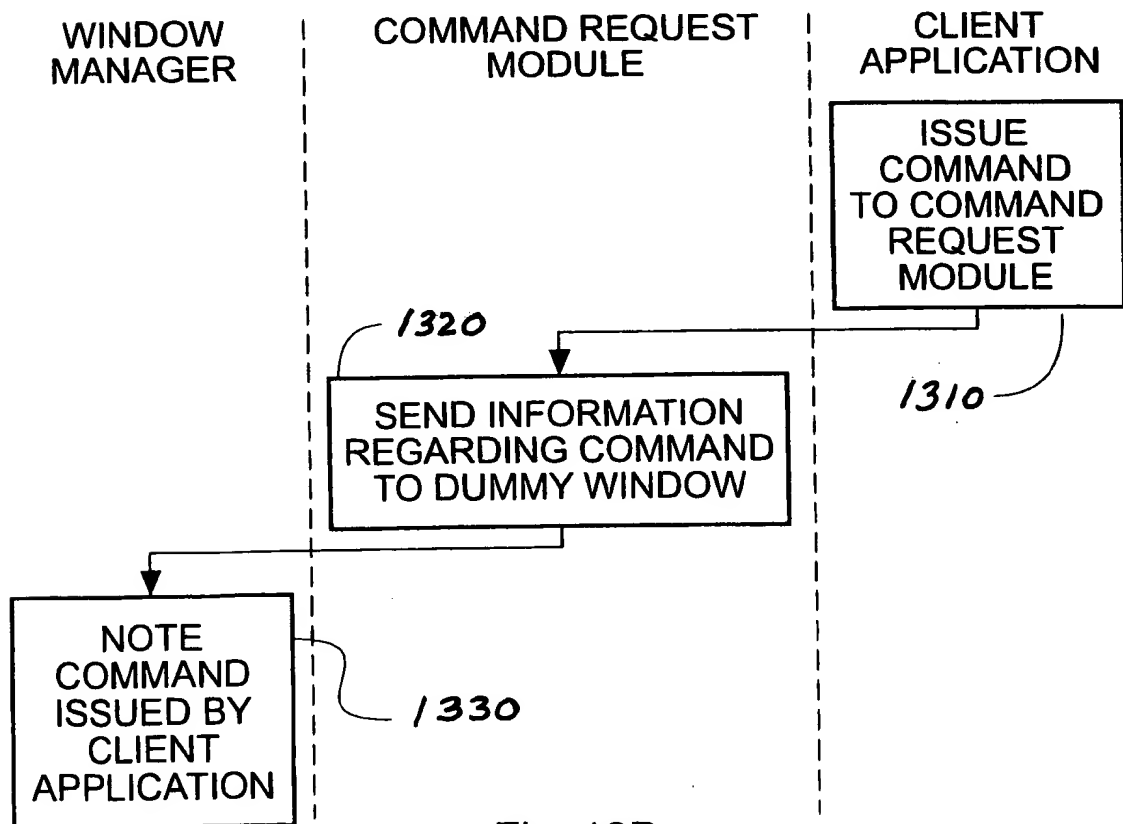 WINDOW
MANAGER
COMMAND REQUEST
MODULE
CLIENT
APPLICATION
ISSUE
COMMAND
TO COMMAND
REQUEST
MODULE
1310
1320
SEND INFORMATION
REGARDING COMMAND
TO DUMMY WINDOW
NOTE
COMMAND
ISSUED BY
CLIENT
APPLICATION
1330